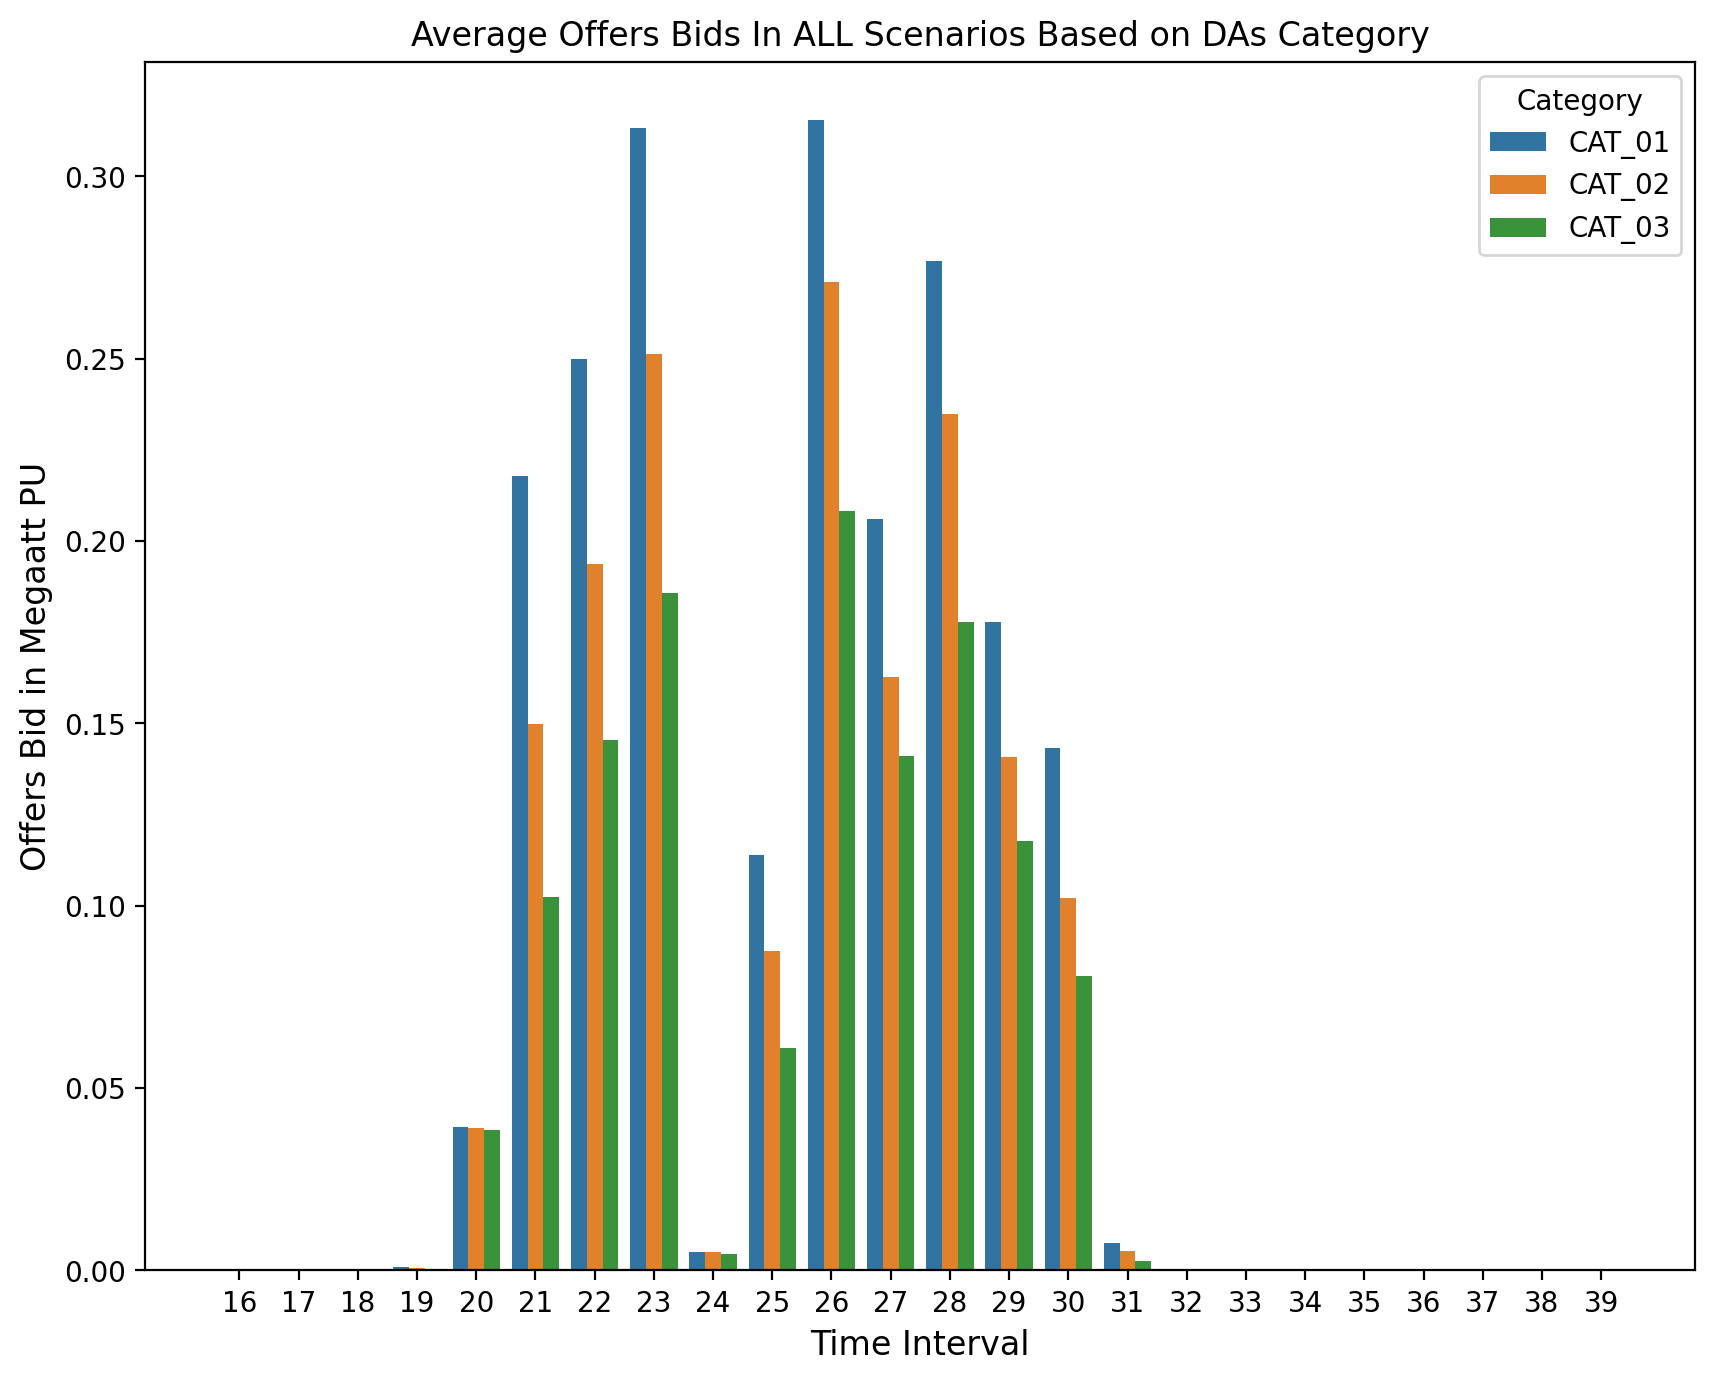 Average Offers Bids In ALL Scenarios Based on DAs Category
Category
CAT_01
CAT_02
CAT_03
Offers Bid in Megaatt PU
0.30
0.25
0.20
0.15
0.10
0.05
0.00
16 17 18 19 20 21 22 23 24 25 26 27 28 29 30 31 32 33 34 35 36 37 38 39
Time Interval